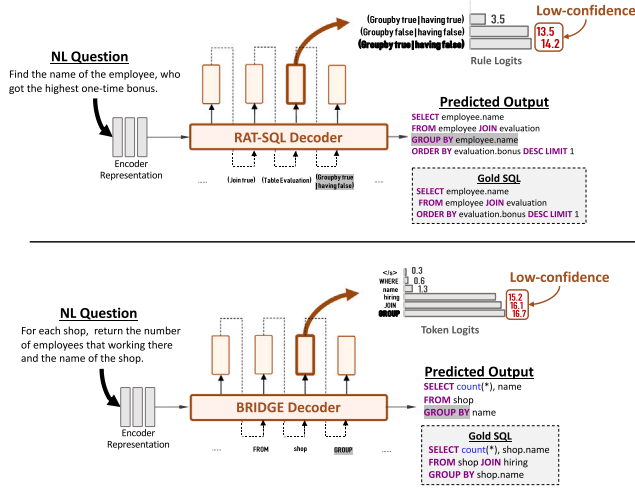 (Groupby true|having true)
3.5
(Groupby false|having false)
13.5
(Groupby true|having false)
14.2
Low-confidence
Rule Logits
NL Question
Find the name of the employee, who
got the highest one-time bonus.
Encoder
Representation
RAT-SQL Decoder
.....
(Join true)
(Table Evaluation)
(Groupby true
|having false)
.....
Predicted Output
SELECT employee.name
FROM employee JOIN evaluation
GROUP BY employee.name
ORDER BY evaluation.bonus DESC LIMIT 1
Gold SQL
SELECT employee.name
FROM employee JOIN evaluation
ORDER BY evaluation.bonus DESC LIMIT 1
</s>
0.3
WHERE
0.6
name
1.3
hiring
15.2
JOIN
16.1
GROUP
16.7
Low-confidence
Token Logits
NL Question
For each shop, return the number
of employees that working there
and the name of the shop.
Encoder
Representation
BRIDGE Decoder
.....
FROM
shop
GROUP
.....
Predicted Output
SELECT count(*), name
FROM shop
GROUP BY name
Gold SQL
SELECT count(*), shop.name
FROM shop JOIN hiring
GROUP BY shop.name